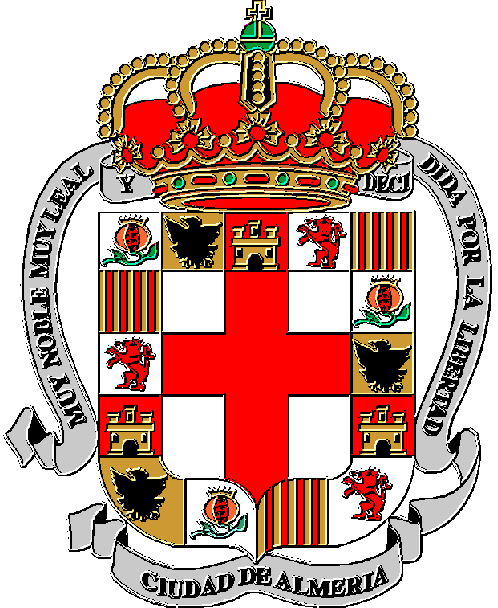 MUY NOBLE MUY LEAL
Y
DECI
DIDA POR LA LIBERTAD
CIUDAD DE ALMERIA